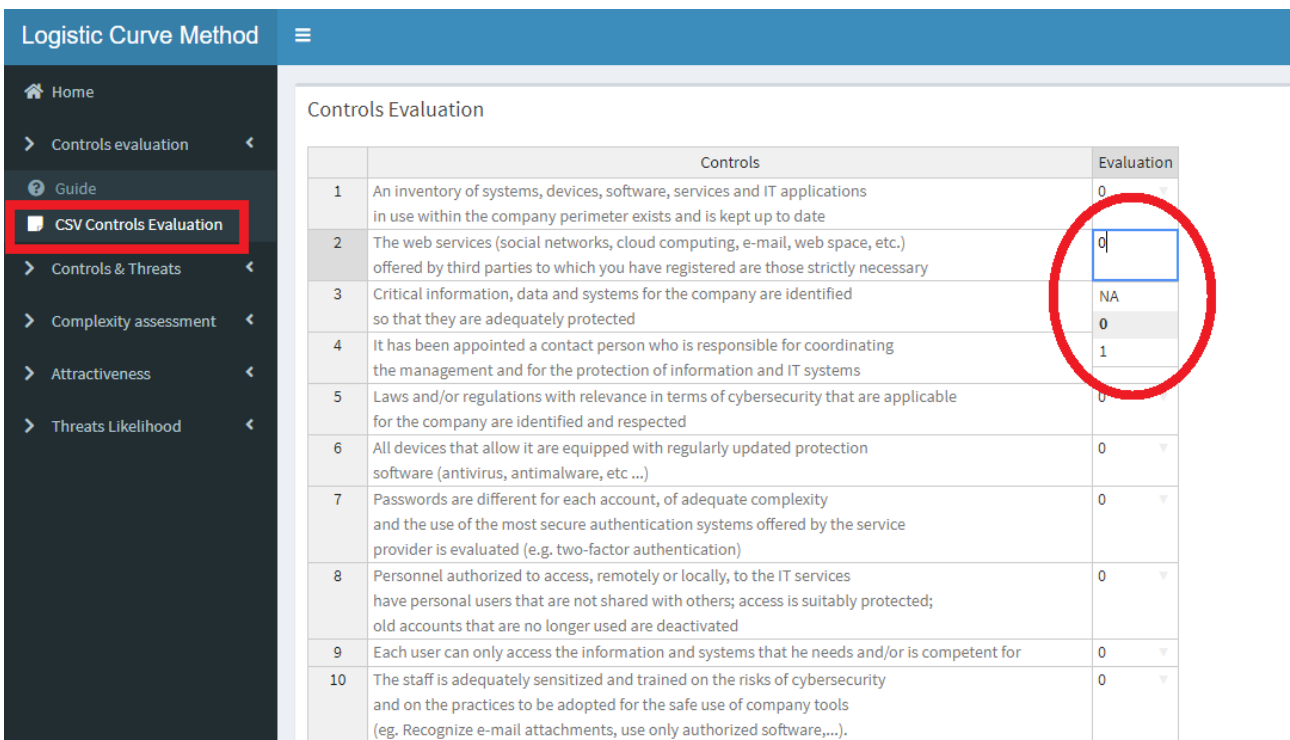 Logistic Curve Method
Home
Controls evaluation
Guide
CSV Controls Evaluation
Controls & Threats
Complexity assessment
Attractiveness
Threats Likelihood
Controls Evaluation
Controls Evaluation
1 An inventory of systems, devices, software, services and IT applications 0
in use within the company perimeter exists and is kept up to date
2 The web services (social networks, cloud computing, e-mail, web space, etc.) 0
offered by third parties to which you have registered are those strictly necessary
3 Critical information, data and systems for the company are identified NA
so that they are adequately protected 0
4 It has been appointed a contact person who is responsible for coordinating 1
the management and for the protection of information and IT systems
5 Laws and/or regulations with relevance in terms of cybersecurity that are applicable 0
for the company are identified and respected
6 All devices that allow it are equipped with regularly updated protection 0
software (antivirus, antimalware, etc ...)
7 Passwords are different for each account, of adequate complexity 0
and the use of the most secure authentication systems offered by the service
provider is evaluated (e.g. two-factor authentication)
8 Personnel authorized to access, remotely or locally, to the IT services 0
have personal users that are not shared with others; access is suitably protected;
old accounts that are no longer used are deactivated
9 Each user can only access the information and systems that he needs and/or is competent for 0
10 The staff is adequately sensitized and trained on the risks of cybersecurity 0
and on the practices to be adopted for the safe use of company tools
(eg. Recognize e-mail attachments, use only authorized software,...).